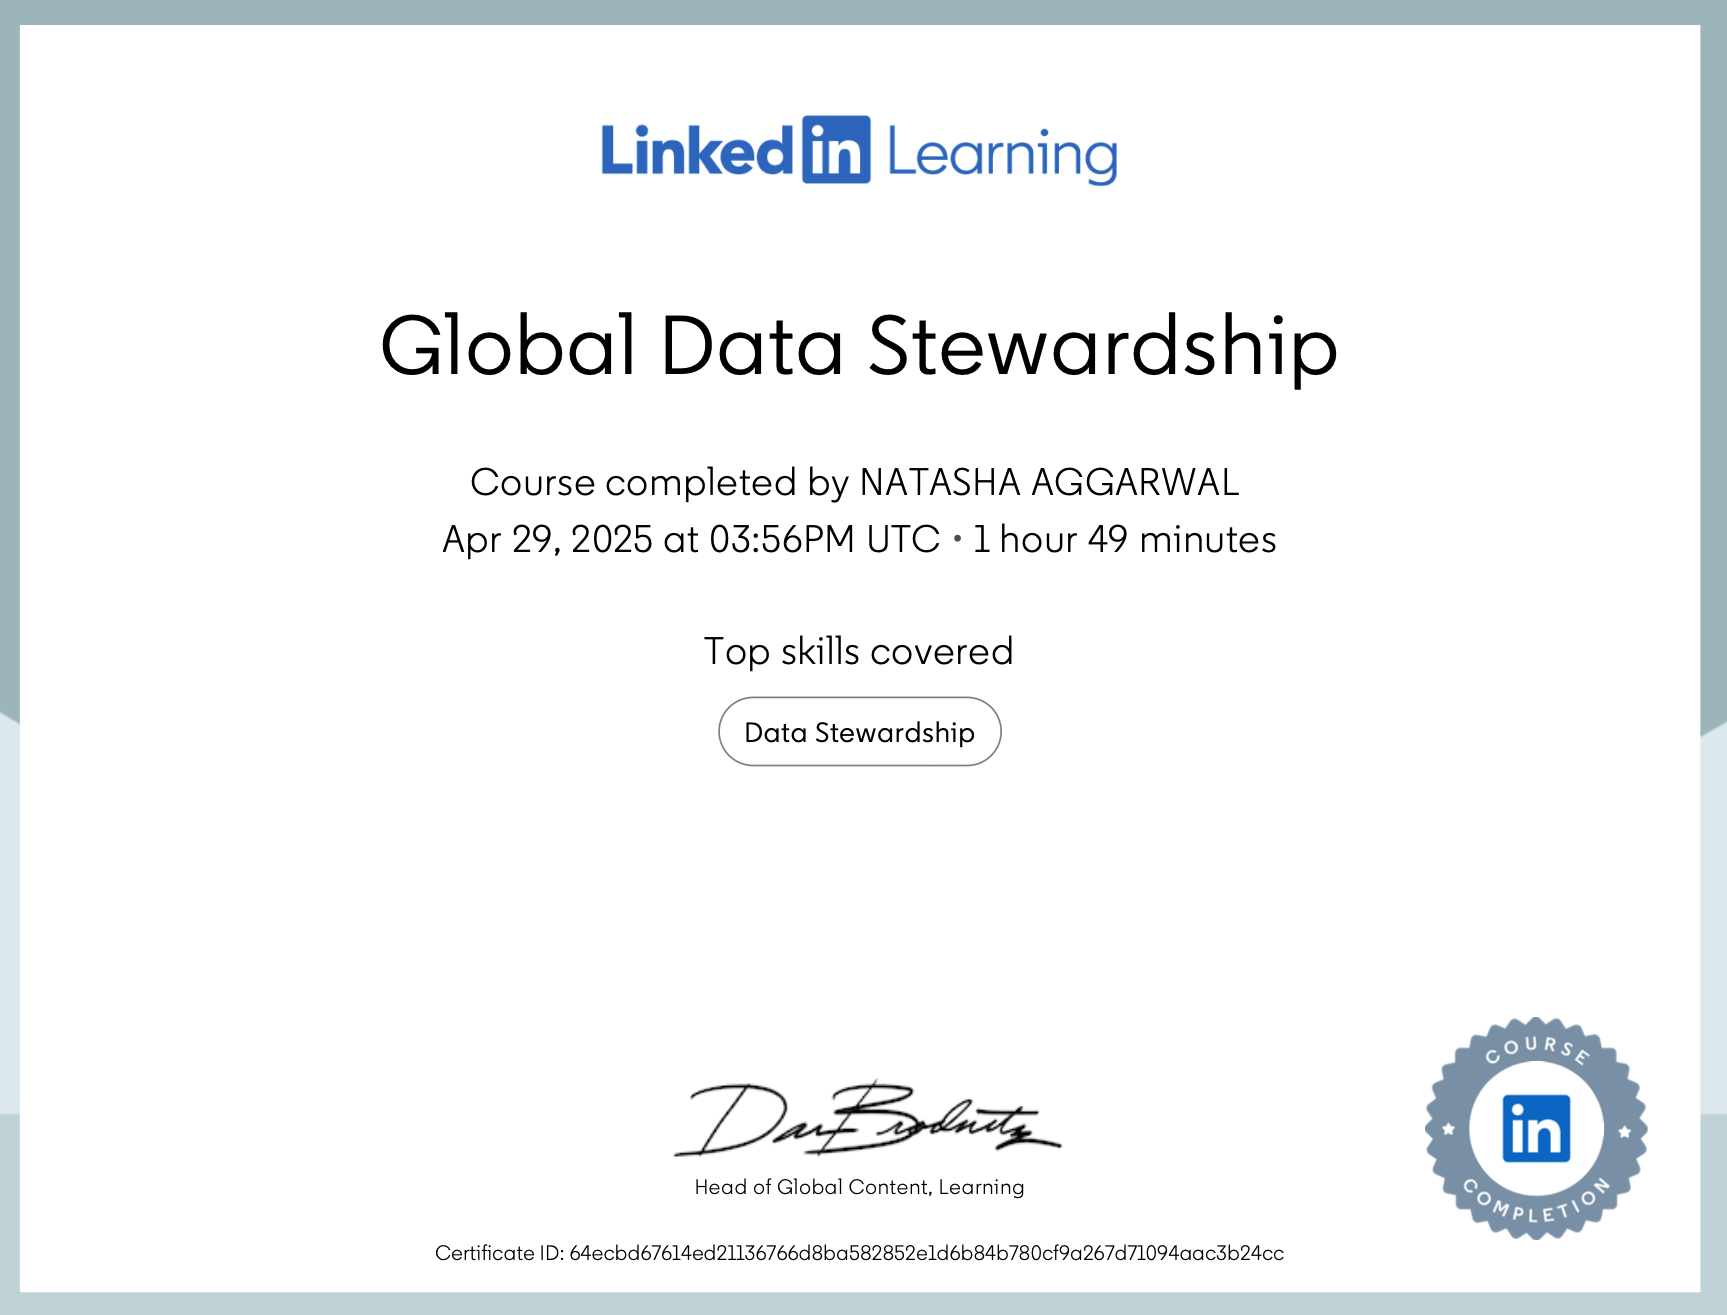 Linkedin Learning
Global Data Stewardship
Course completed by NATASHA AGGARWAL
Apr 29, 2025 at 03:56PM UTC • 1 hour 49 minutes
Top skills covered
Data Stewardship
Dan Brodnitz
Head of Global Content, Learning
COURSE
in
COMPLETION
Certificate ID: 64ecbd67614ed21136766d8ba582852e1d6b84b780cf9a267d71094aac3b24cc